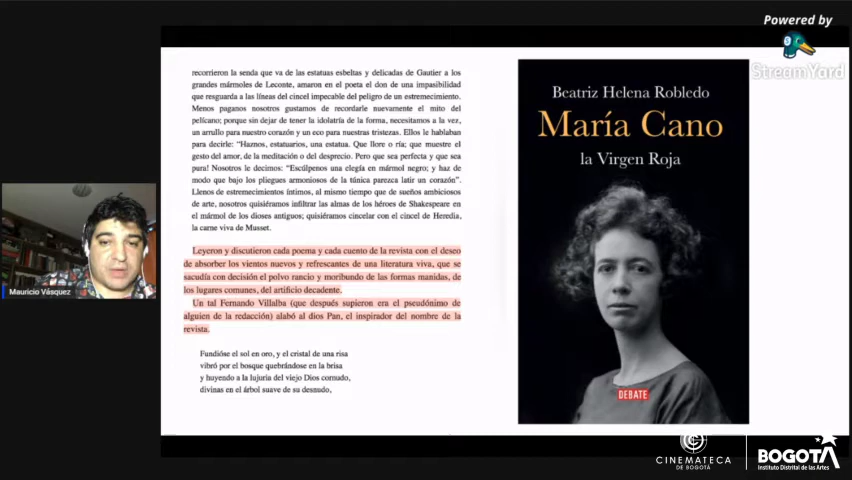 Powered by
StreamYard
recorrieron la senda que va de las estatuas esbeltas y delicadas de Gautier a los
grandes mármoles de Leconte, amaron en el poeta el don de una impasibilidad
que resguarda a las líneas del cincel impecable del peligro de un estremecimiento.
Menos paganos nosotros gustamos de recordarle nuevamente el mito del
pelícano; porque sin dejar de tener la idolatría de la forma, necesitamos a la vez,
un arrullo para nuestro corazón y un eco para nuestras tristezas. Ellos le hablaban
para decirle: “Haznos, estatuarios, una estatua. Que llore o ría; que muestre el
gesto del amor, de la meditación o del desprecio. Pero que sea perfecta y que sea
pura! Nosotros le decimos: “Escúlpenos una elegía en mármol negro; y haz de
modo que bajo los pliegues armoniosos de la túnica parezca latir un corazón”.
Llenos de estremecimientos íntimos, al mismo tiempo que de sueños ambiciosos
de arte, nosotros quisiéramos infiltrar las almas de los héroes de Shakespeare en
el mármol de los dioses antiguos; quisiéramos cincelar con el cincel de Heredia,
la carne viva de Musset.
Leyeron y discutieron cada poema y cada cuento de la revista con el deseo
de absorber los vientos nuevos y refrescantes de una literatura viva, que se
sacudía con decisión el polvo rancio y moribundo de las formas manidas, de
los lugares comunes, del artificio decadente.
Un tal Fernando Villalba (que después supieron era el pseudónimo de
alguien de la redacción) alabó al dios Pan, el inspirador del nombre de la
revista.
Fundióse el sol en oro, y el cristal de una risa
vibró por el bosque quebrándose en la brisa
y huyendo a la lujuria del viejo Dios cornudo,
divinas en el árbol suave de su desnudo,
Beatriz Helena Robledo
María Cano
la Virgen Roja
DEBATE
Mauricio Vásquez
CINEMATECA
DE BOGOTÁ
BOGOTÁ
Instituto Distrital de las Artes